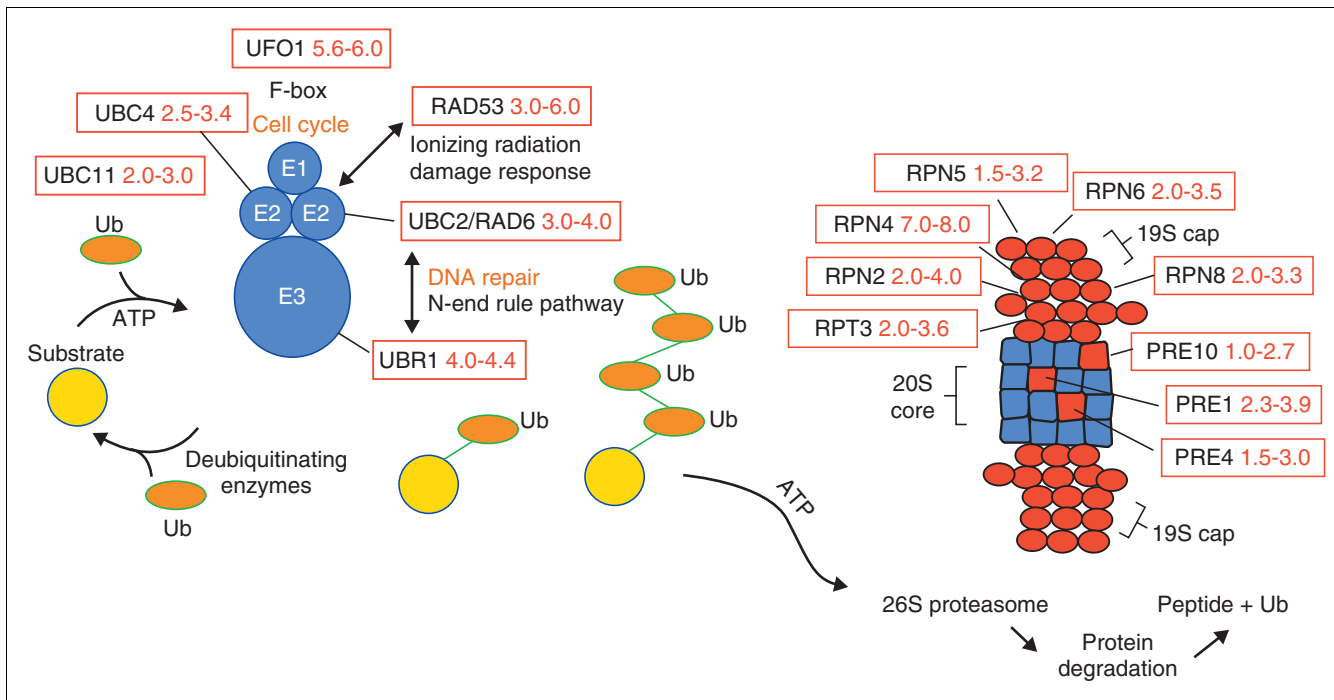 UFO1 5.6-6.0
F-box
Cell cycle
UBC4 2.5-3.4
UBC11 2.0-3.0
RAD53 3.0-6.0
Ionizing radiation
damage response
E1
E2
E2
E3
UBC2/RAD6 3.0-4.0
DNA repair
N-end rule pathway
UBR1 4.0-4.4
Ub
ATP
Substrate
Deubiquitinating
enzymes
Ub
Ub
Ub
Ub
Ub
Ub
ATP
RPN5 1.5-3.2
RPN6 2.0-3.5
RPN4 7.0-8.0
19S cap
RPN2 2.0-4.0
RPN8 2.0-3.3
RPT3 2.0-3.6
PRE10 1.0-2.7
20S
core
PRE1 2.3-3.9
PRE4 1.5-3.0
19S cap
26S proteasome
Protein
degradation
Peptide + Ub